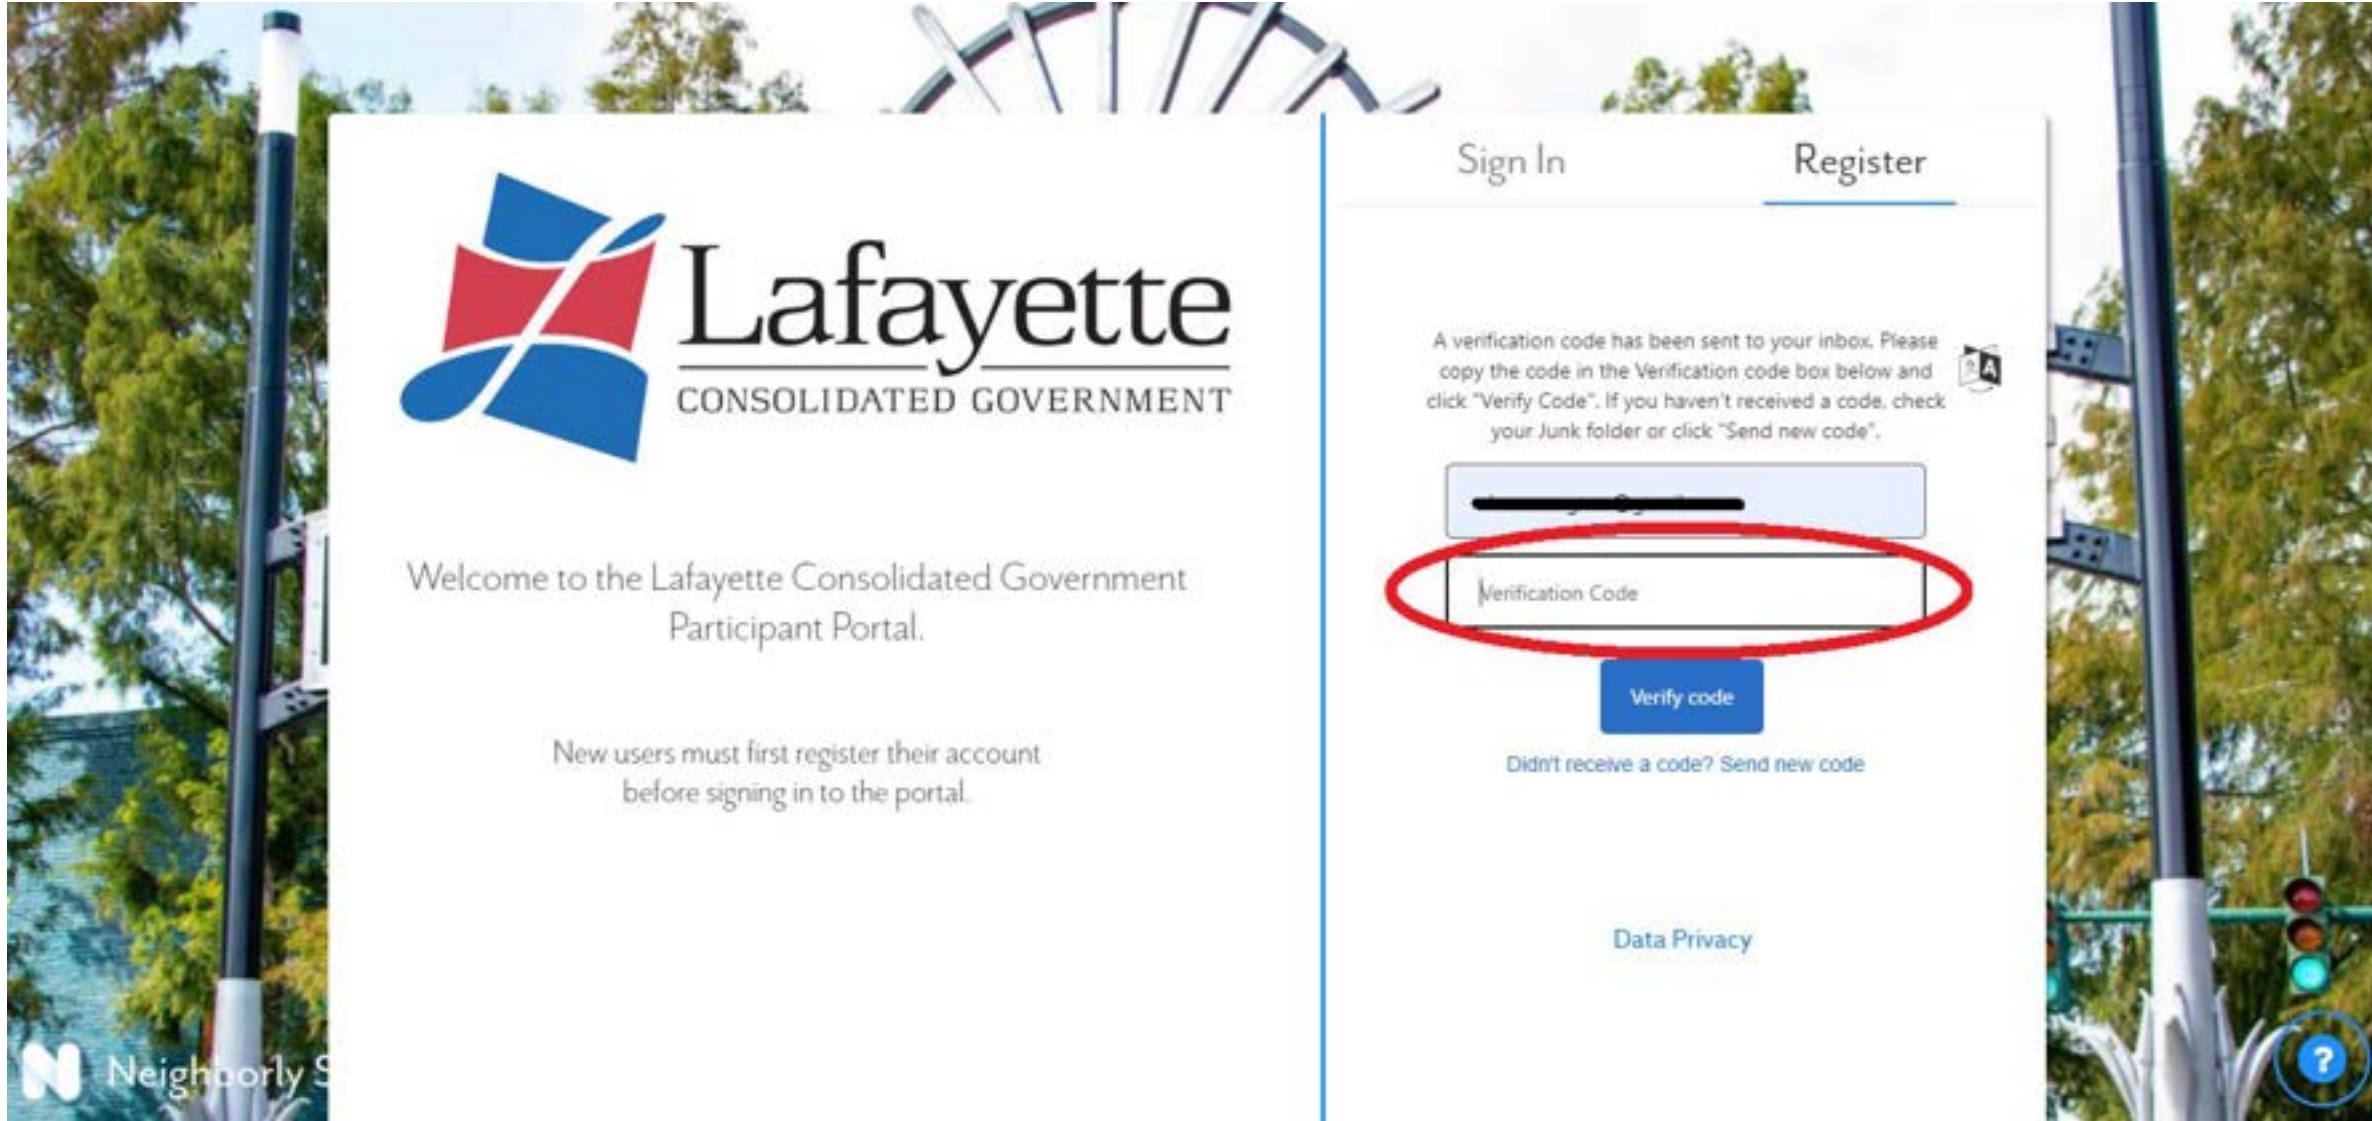 Lafayette
CONSOLIDATED GOVERNMENT
Welcome to the Lafayette Consolidated Government
Participant Portal.
New users must first register their account
before signing in to the portal.
Sign In
Register
A verification code has been sent to your inbox. Please
copy the code in the Verification code box below and
click "Verify Code". If you haven't received a code, check
your Junk folder or click "Send new code".
Verification Code
Verify code
Didn't receive a code? Send new code
Data Privacy
Neighborly S
?